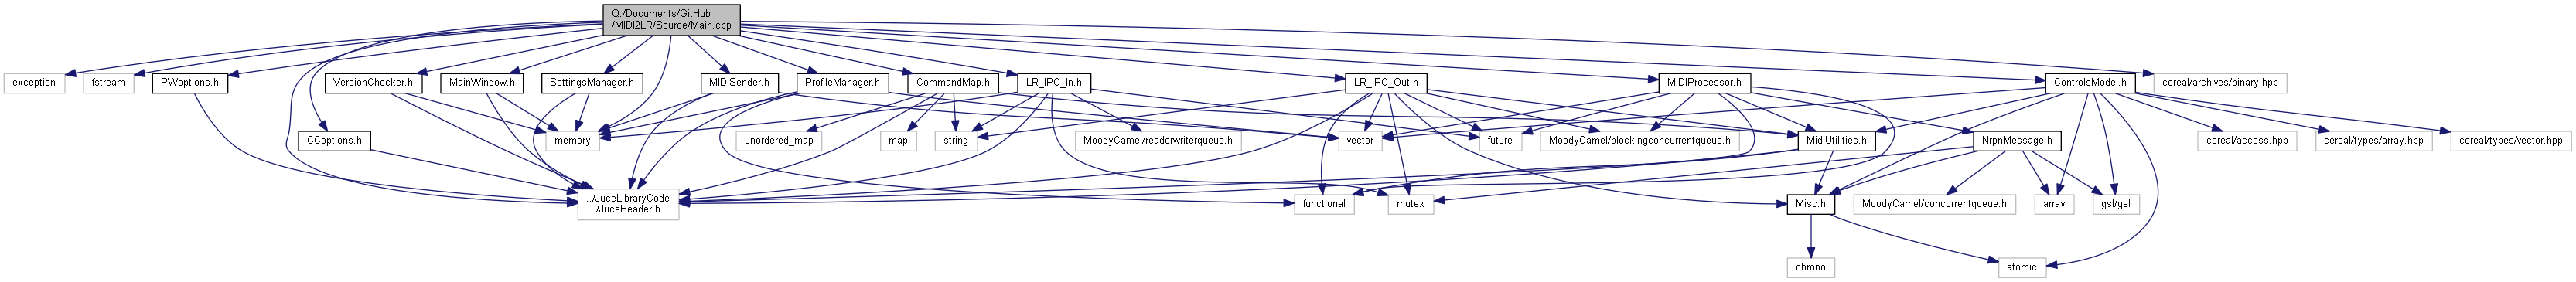 Q:/Documents/GitHub
/MIDI2LR/Source/Main.cpp
exception
fstream
PWoptions.h
VersionChecker.h
MainWindow.h
SettingsManager.h
MIDISender.h
ProfileManager.h
CommandMap.h
LR_IPC_In.h
LR_IPC_Out.h
MIDIProcessor.h
ControlsModel.h
cereal/archives/binary.hpp
CCoptions.h
memory
unordered_map
map
string
MoodyCamel/readerwriterqueue.h
vector
future
MoodyCamel/blockingconcurrentqueue.h
MidiUtilities.h
NrpnMessage.h
cereal/access.hpp
cereal/types/array.hpp
cereal/types/vector.hpp
../JuceLibraryCode
/JuceHeader.h
functional
mutex
Misc.h
MoodyCamel/concurrentqueue.h
array
gsl/gsl
chrono
atomic